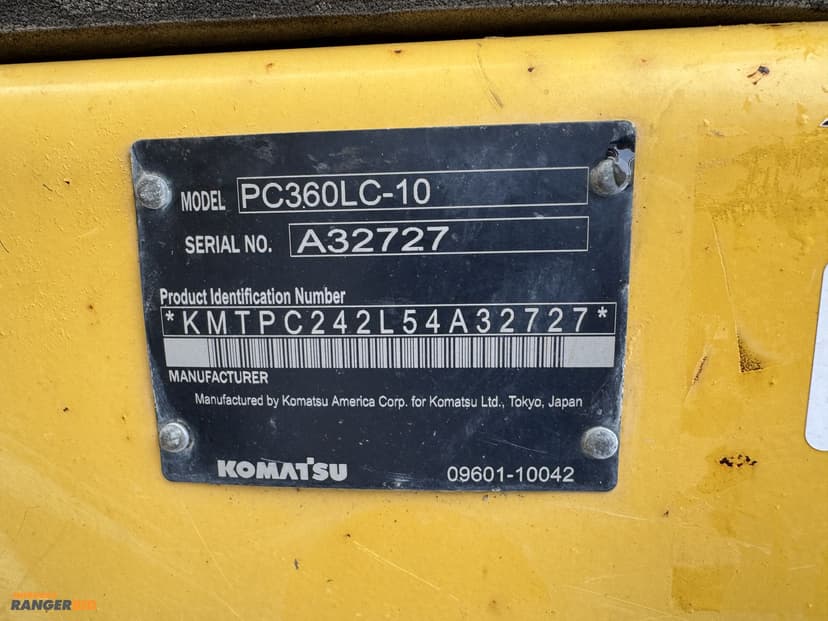 MODEL PC360LC-10
SERIAL NO. A32727
Product Identification Number
*KMTPC242L54A32727*
MANUFACTURER
Manufactured by Komatsu America Corp. for Komatsu Ltd., Tokyo, Japan
KOMATSU 09601-10042
RANGERBID